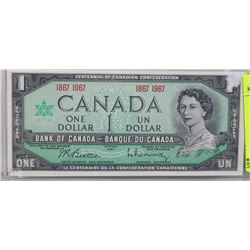 CENTENNIAL OF CANADIAN CONFEDERATION
1867 1967 1867 1967
CANADA
ONE UN
DOLLAR 1 DOLLAR
BANK OF CANADA - BANQUE DU CANADA
ONE UN
LE CENTENAIRE DE LA CONFÉDÉRATION CANADIENNE